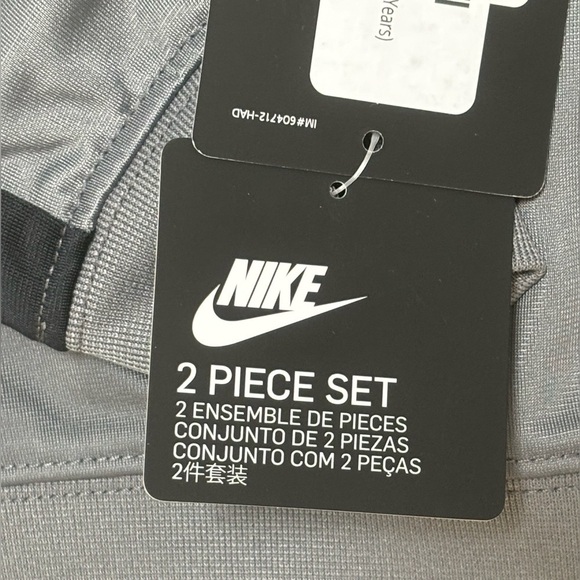 Years)
IM#604712-HAD
NIKE
2 PIECE SET
2 ENSEMBLE DE PIECES
CONJUNTO DE 2 PIEZAS
CONJUNTO COM 2 PEÇAS
2件套装